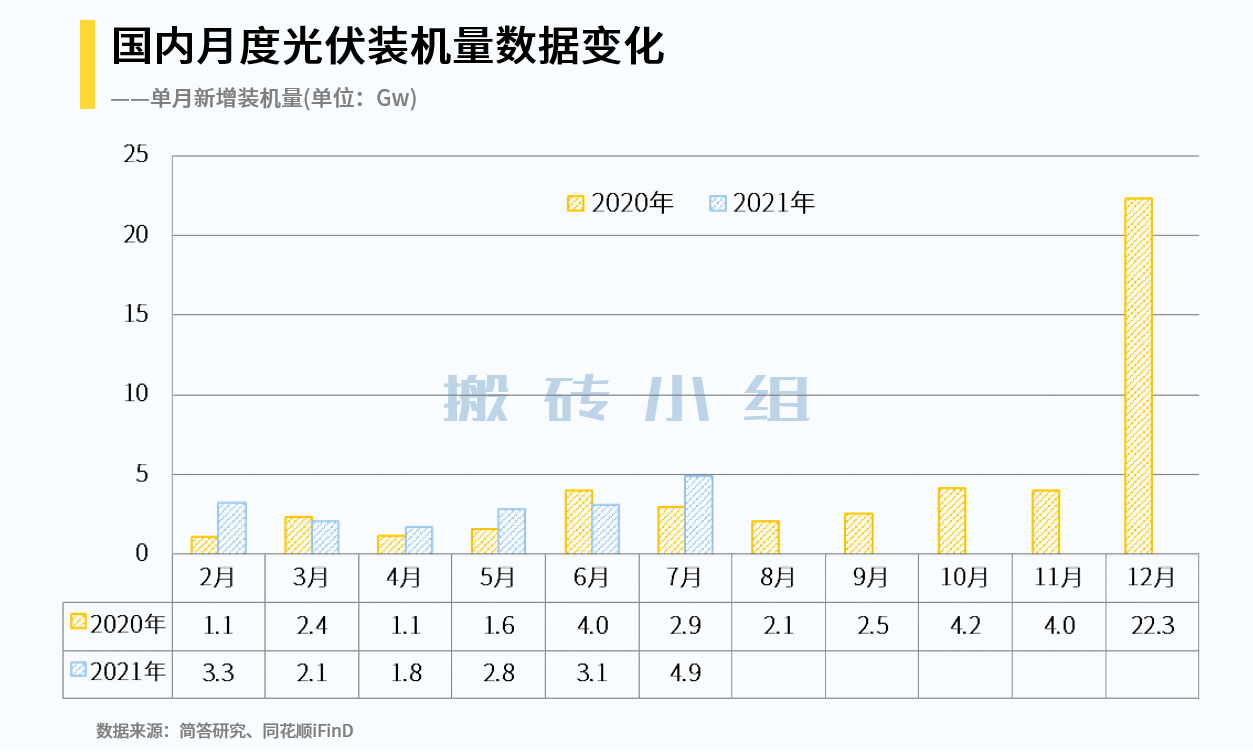 国内月度光伏装机量数据变化
——单月新增装机量(单位：Gw)
25
2020年 2021年
20
15
10
搬砖小组
5
0
2月 3月 4月 5月 6月 7月 8月 9月 10月 11月 12月
2020年 1.1 2.4 1.1 1.6 4.0 2.9 2.1 2.5 4.2 4.0 22.3
2021年 3.3 2.1 1.8 2.8 3.1 4.9
数据来源：简答研究、同花顺iFinD